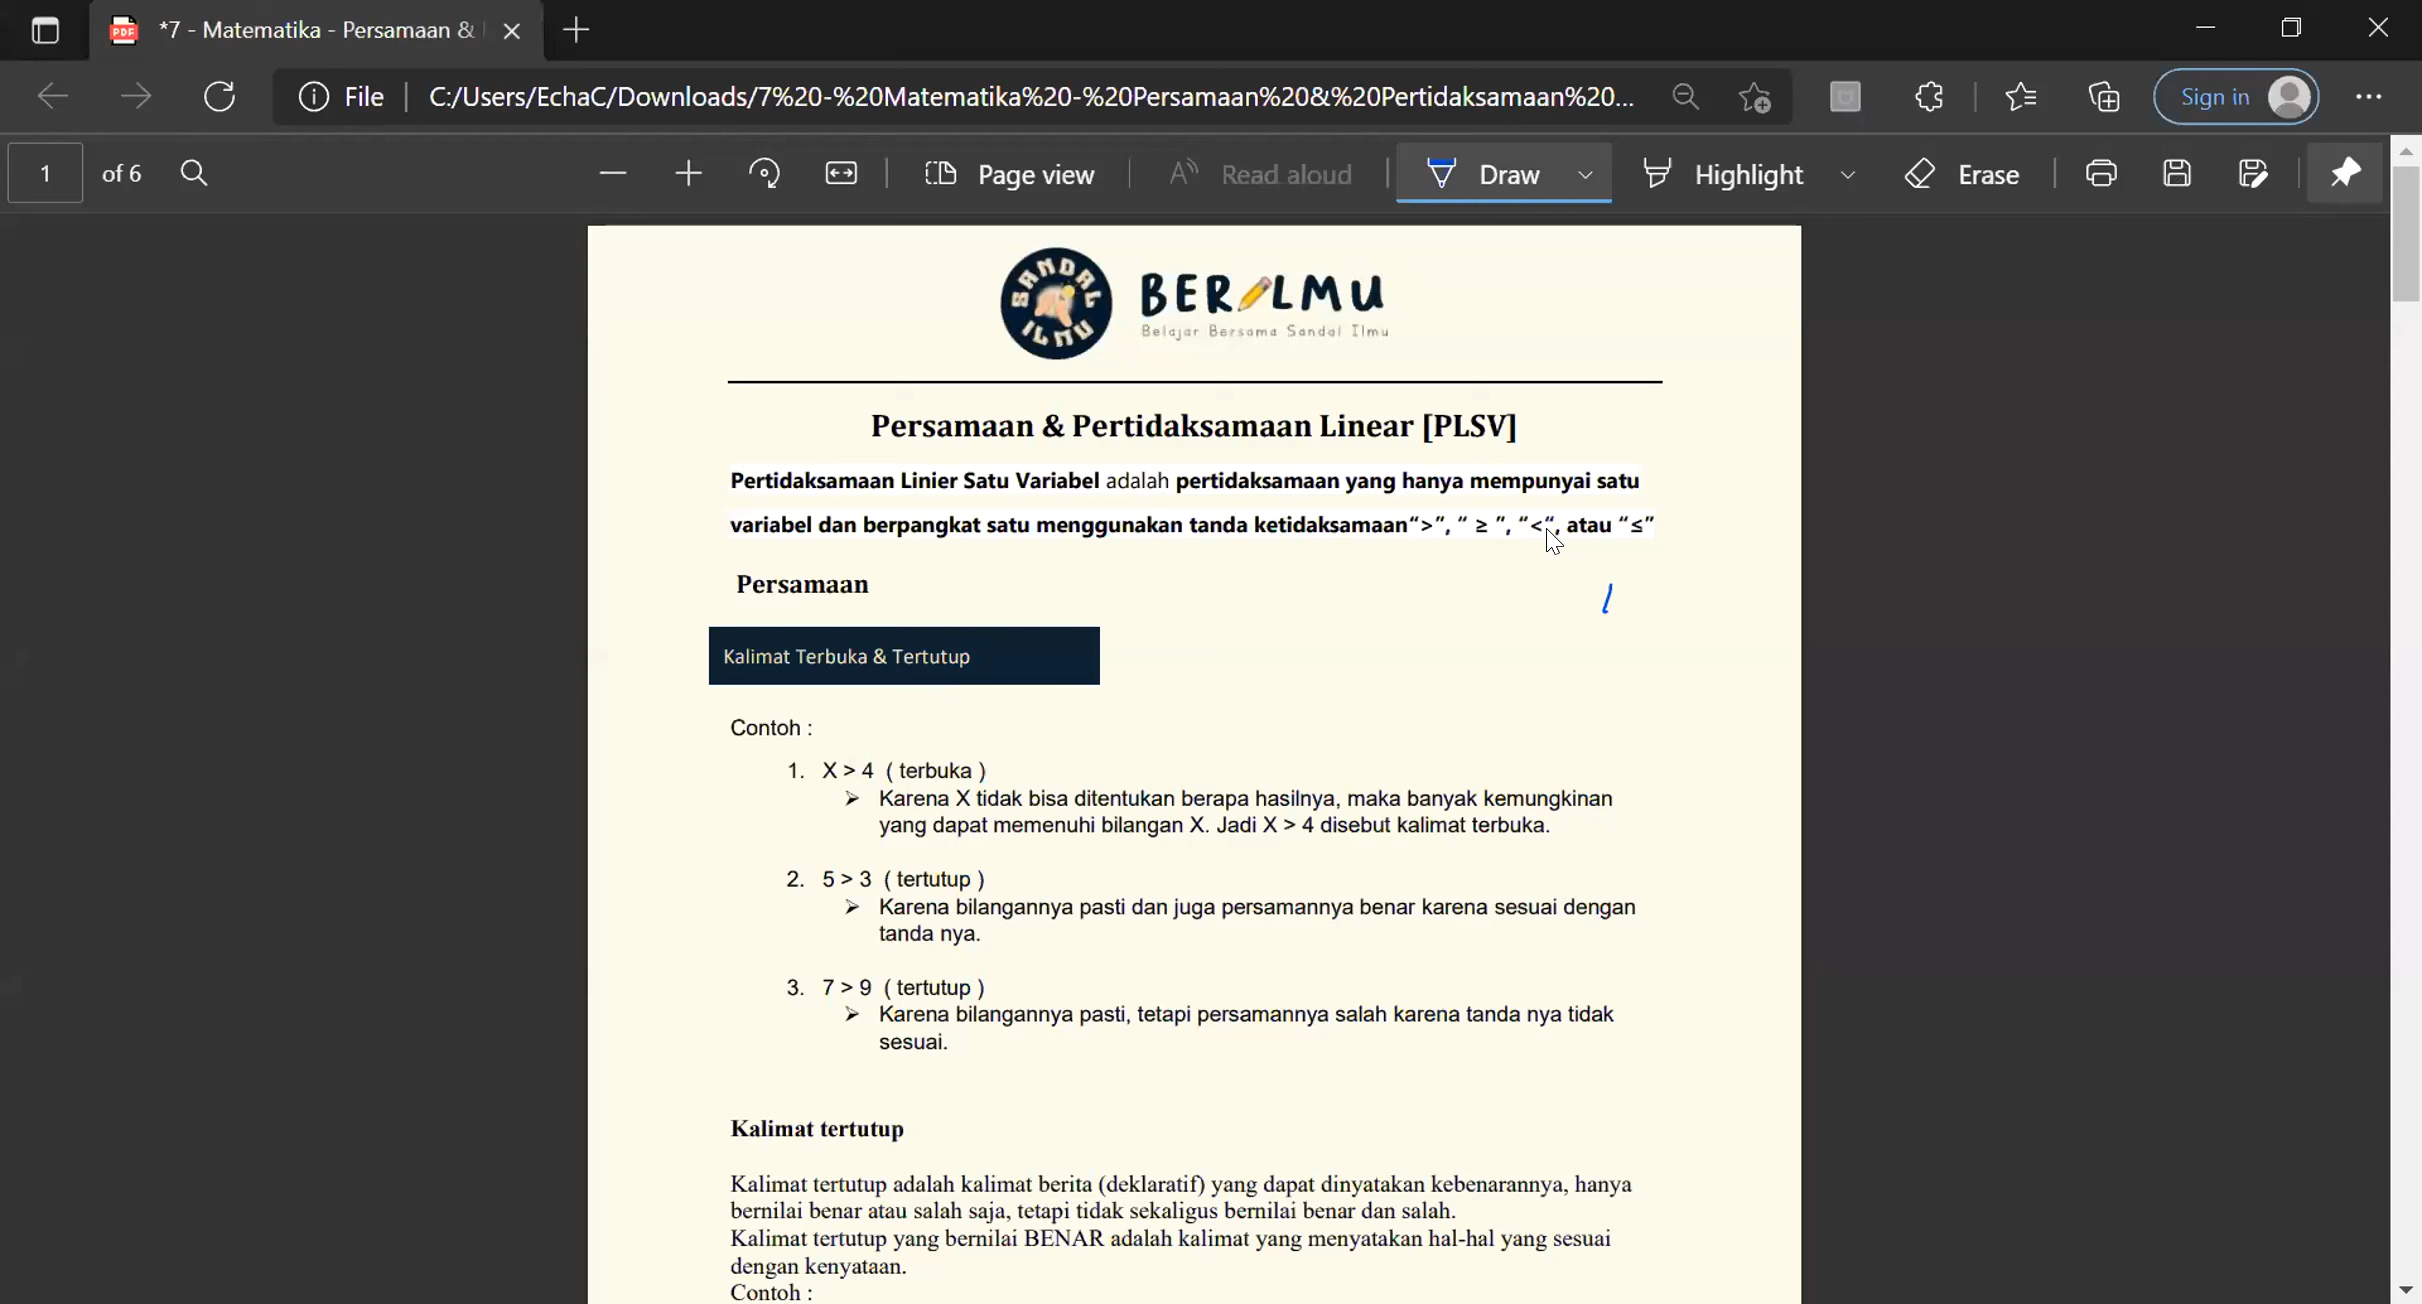 *7 - Matematika - Persamaan &
File
C:/Users/EchaC/Downloads/7%20-%20Matematika%20-%20Persamaan%20&%20Pertidaksamaan%20...
Sign in
1 of 6
Page view
Read aloud
Draw
Highlight
Erase
SANDAL ILMU
BERILMU
Belajar Bersama Sandal Ilmu
Persamaan & Pertidaksamaan Linear [PLSV]
Pertidaksamaan Linier Satu Variabel adalah pertidaksamaan yang hanya mempunyai satu
variabel dan berpangkat satu menggunakan tanda ketidaksamaan“>”, “ ≥ ”, “<“, atau “≤”
Persamaan
Kalimat Terbuka & Tertutup
Contoh :
1. X > 4 ( terbuka )
➢ Karena X tidak bisa ditentukan berapa hasilnya, maka banyak kemungkinan
yang dapat memenuhi bilangan X. Jadi X > 4 disebut kalimat terbuka.
2. 5 > 3 ( tertutup )
➢ Karena bilangannya pasti dan juga persamannya benar karena sesuai dengan
tanda nya.
3. 7 > 9 ( tertutup )
➢ Karena bilangannya pasti, tetapi persamannya salah karena tanda nya tidak
sesuai.
Kalimat tertutup
Kalimat tertutup adalah kalimat berita (deklaratif) yang dapat dinyatakan kebenarannya, hanya
bernilai benar atau salah saja, tetapi tidak sekaligus bernilai benar dan salah.
Kalimat tertutup yang bernilai BENAR adalah kalimat yang menyatakan hal-hal yang sesuai
dengan kenyataan.
Contoh :